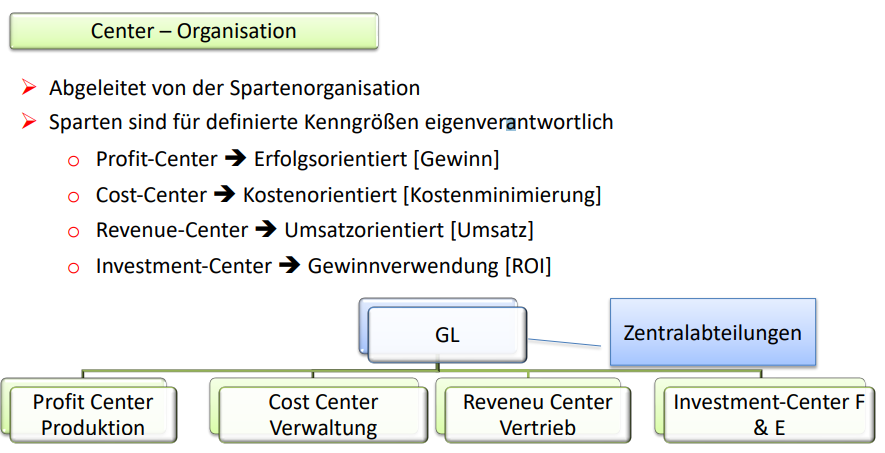 Center – Organisation
Abgeleitet von der Spartenorganisation
Sparten sind für definierte Kenngrößen eigenverantwortlich
Profit-Center ➔ Erfolgsorientiert [Gewinn]
Cost-Center ➔ Kostenorientiert [Kostenminimierung]
Revenue-Center ➔ Umsatzorientiert [Umsatz]
Investment-Center ➔ Gewinnverwendung [ROI]
GL
Zentralabteilungen
Profit Center
Produktion
Cost Center
Verwaltung
Reveneu Center
Vertrieb
Investment-Center F
& E